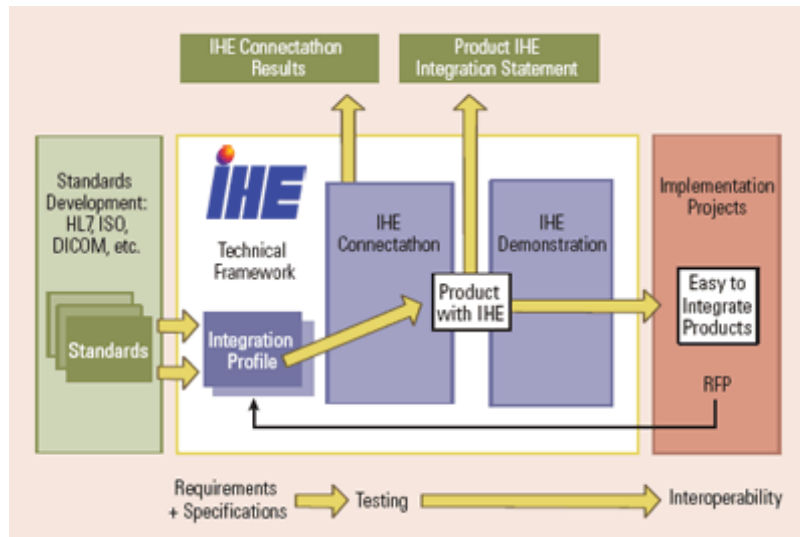 IHE Connectathon
Results
Product IHE
Integration Statement
Standards
Development:
HL7, ISO,
DICOM, etc.
Standards
IHE
Technical
Framework
Integration
Profile
IHE
Connectathon
Product
with IHE
IHE
Demonstration
Implementation
Projects
Easy to
Integrate
Products
RFP
Requirements
+ Specifications
Testing
Interoperability